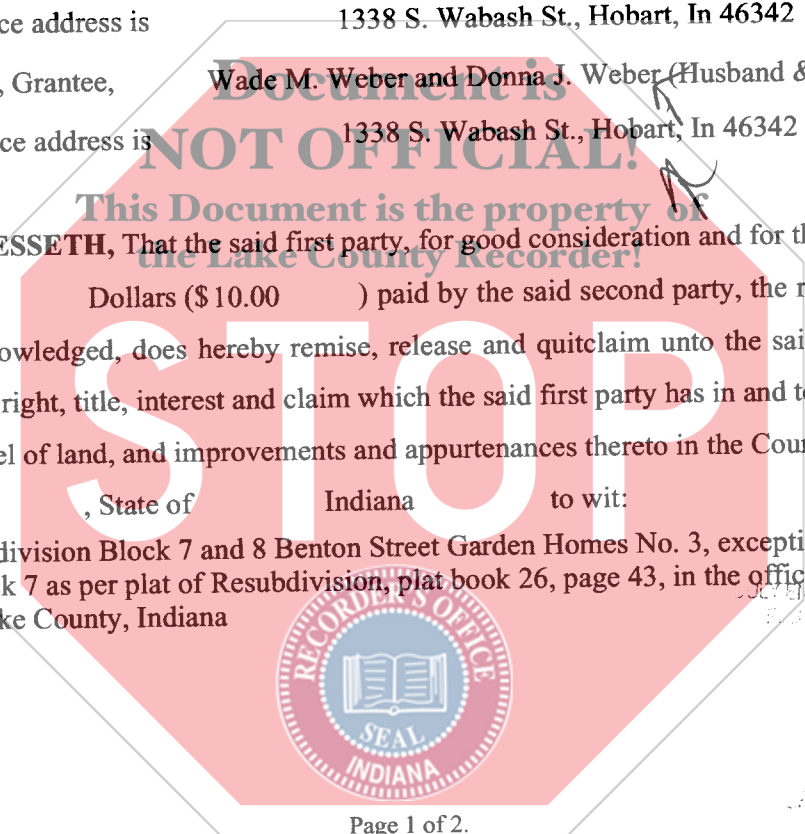 ce address is 1338 S. Wabash St., Hobart, In 46342
, Grantee, Wade M. Weber and Donna J. Weber (Husband &
ce address is 1338 S. Wabash St., Hobart, In 46342
Document is
NOT OFFICIAL!
This Document is the property of
the Lake County Recorder!
ESSETH, That the said first party, for good consideration and for th
Dollars ($ 10.00 ) paid by the said second party, the r
owledged, does hereby remise, release and quitclaim unto the sai
right, title, interest and claim which the said first party has in and t
el of land, and improvements and appurtenances thereto in the Cou
, State of Indiana to wit:
division Block 7 and 8 Benton Street Garden Homes No. 3, excepti
k 7 as per plat of Resubdivision, plat book 26, page 43, in the offic
ke County, Indiana
STOP
RECORDER'S OFFICE
SEAL
INDIANA
Page 1 of 2.